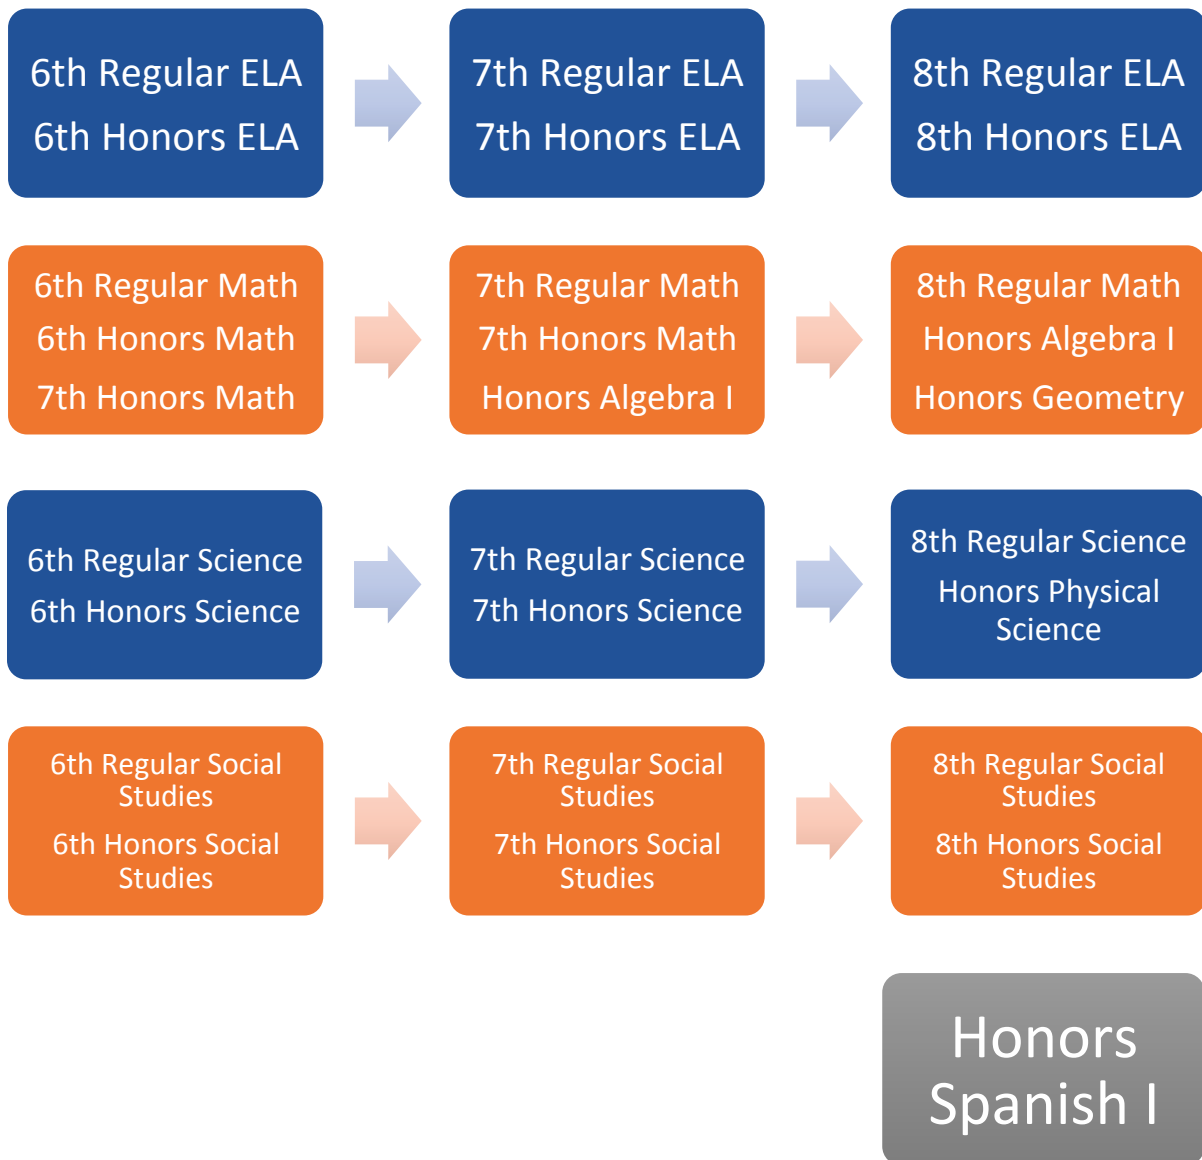 6th Regular ELA
6th Honors ELA
7th Regular ELA
7th Honors ELA
8th Regular ELA
8th Honors ELA
6th Regular Math
6th Honors Math
7th Honors Math
7th Regular Math
7th Honors Math
Honors Algebra I
8th Regular Math
Honors Algebra I
Honors Geometry
6th Regular Science
6th Honors Science
7th Regular Science
7th Honors Science
8th Regular Science
Honors Physical
Science
6th Regular Social
Studies
6th Honors Social
Studies
7th Regular Social
Studies
7th Honors Social
Studies
8th Regular Social
Studies
8th Honors Social
Studies
Honors
Spanish I